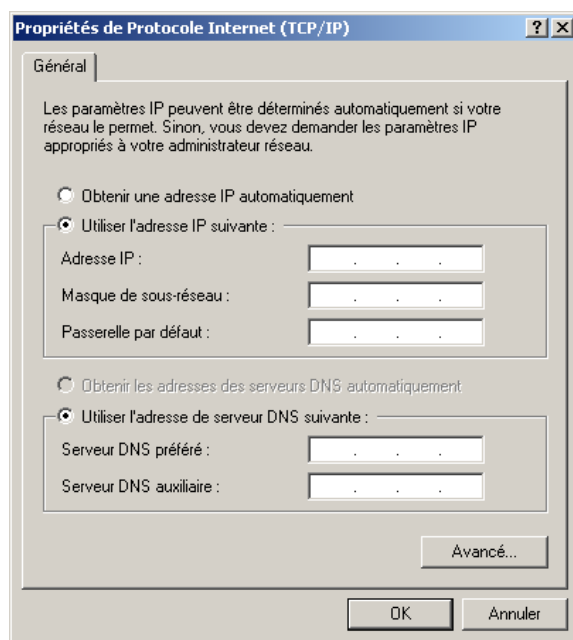 Propriétés de Protocole Internet (TCP/IP)
Général
Les paramètres IP peuvent être déterminés automatiquement si votre
réseau le permet. Sinon, vous devez demander les paramètres IP
appropriés à votre administrateur réseau.
Obtenir une adresse IP automatiquement
Utiliser l'adresse IP suivante :
Adresse IP :
Masque de sous-réseau :
Passerelle par défaut :
Obtenir les adresses des serveurs DNS automatiquement
Utiliser l'adresse de serveur DNS suivante :
Serveur DNS préféré :
Serveur DNS auxiliaire :
Avancé...
OK
Annuler